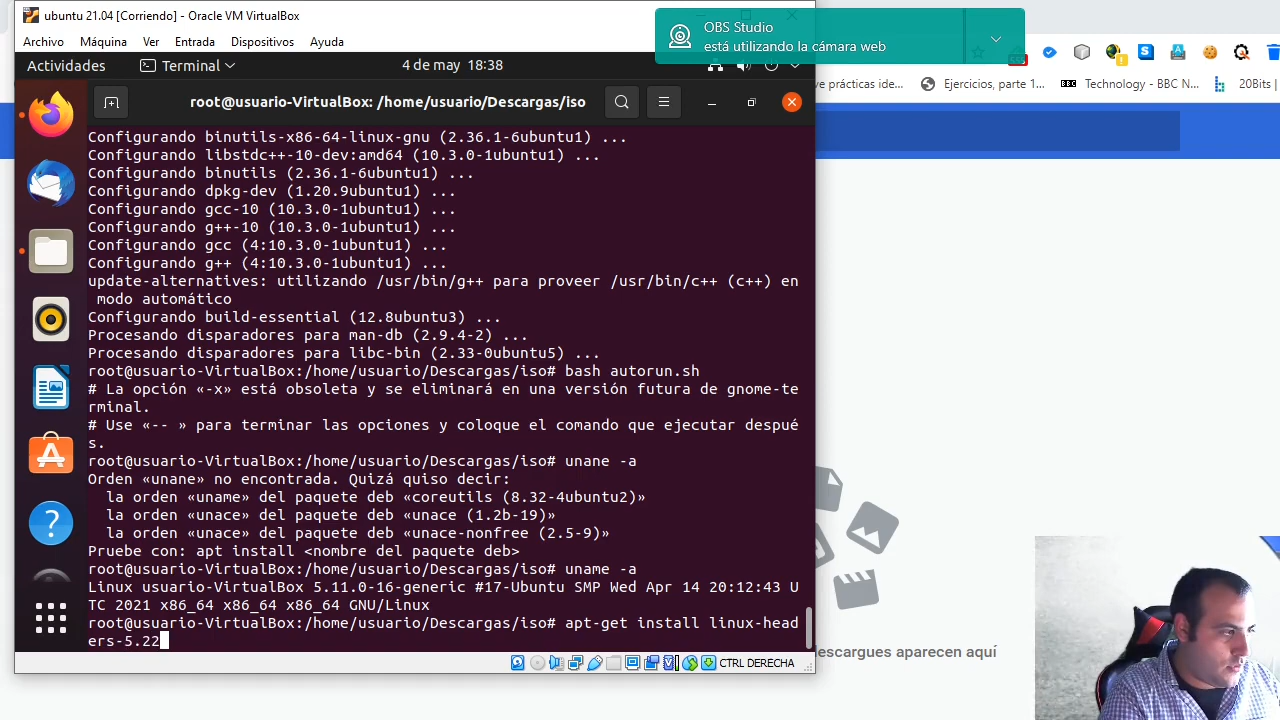 ubuntu 21.04 [Corriendo] - Oracle VM VirtualBox
OBS Studio
está utilizando la cámara web
Archivo Máquina Ver Entrada Dispositivos Ayuda
Actividades Terminal 4 de may 18:38
root@usuario-VirtualBox: /home/usuario/Descargas/iso
ve prácticas ide... Ejercicios, parte 1... BBC Technology - BBC N... 20Bits |
Configurando binutils-x86-64-linux-gnu (2.36.1-6ubuntu1) ...
Configurando libstdc++-10-dev:amd64 (10.3.0-1ubuntu1) ...
Configurando binutils (2.36.1-6ubuntu1) ...
Configurando dpkg-dev (1.20.9ubuntu1) ...
Configurando gcc-10 (10.3.0-1ubuntu1) ...
Configurando g++-10 (10.3.0-1ubuntu1) ...
Configurando gcc (4:10.3.0-1ubuntu1) ...
Configurando g++ (4:10.3.0-1ubuntu1) ...
update-alternatives: utilizando /usr/bin/g++ para proveer /usr/bin/c++ (c++) en
 modo automático
Configurando build-essential (12.8ubuntu3) ...
Procesando disparadores para man-db (2.9.4-2) ...
Procesando disparadores para libc-bin (2.33-0ubuntu5) ...
root@usuario-VirtualBox:/home/usuario/Descargas/iso# bash autorun.sh
# La opción «-x» está obsoleta y se eliminará en una versión futura de gnome-te
rminal.
# Use «-- » para terminar las opciones y coloque el comando que ejecutar despué
s.
root@usuario-VirtualBox:/home/usuario/Descargas/iso# unane -a
Orden «unane» no encontrada. Quizá quiso decir:
  la orden «uname» del paquete deb «coreutils (8.32-4ubuntu2)»
  la orden «unace» del paquete deb «unace (1.2b-19)»
  la orden «unace» del paquete deb «unace-nonfree (2.5-9)»
Pruebe con: apt install <nombre del paquete deb>
root@usuario-VirtualBox:/home/usuario/Descargas/iso# uname -a
Linux usuario-VirtualBox 5.11.0-16-generic #17-Ubuntu SMP Wed Apr 14 20:12:43 U
TC 2021 x86_64 x86_64 x86_64 GNU/Linux
root@usuario-VirtualBox:/home/usuario/Descargas/iso# apt-get install linux-head
ers-5.22
descargues aparecen aquí
CTRL DERECHA